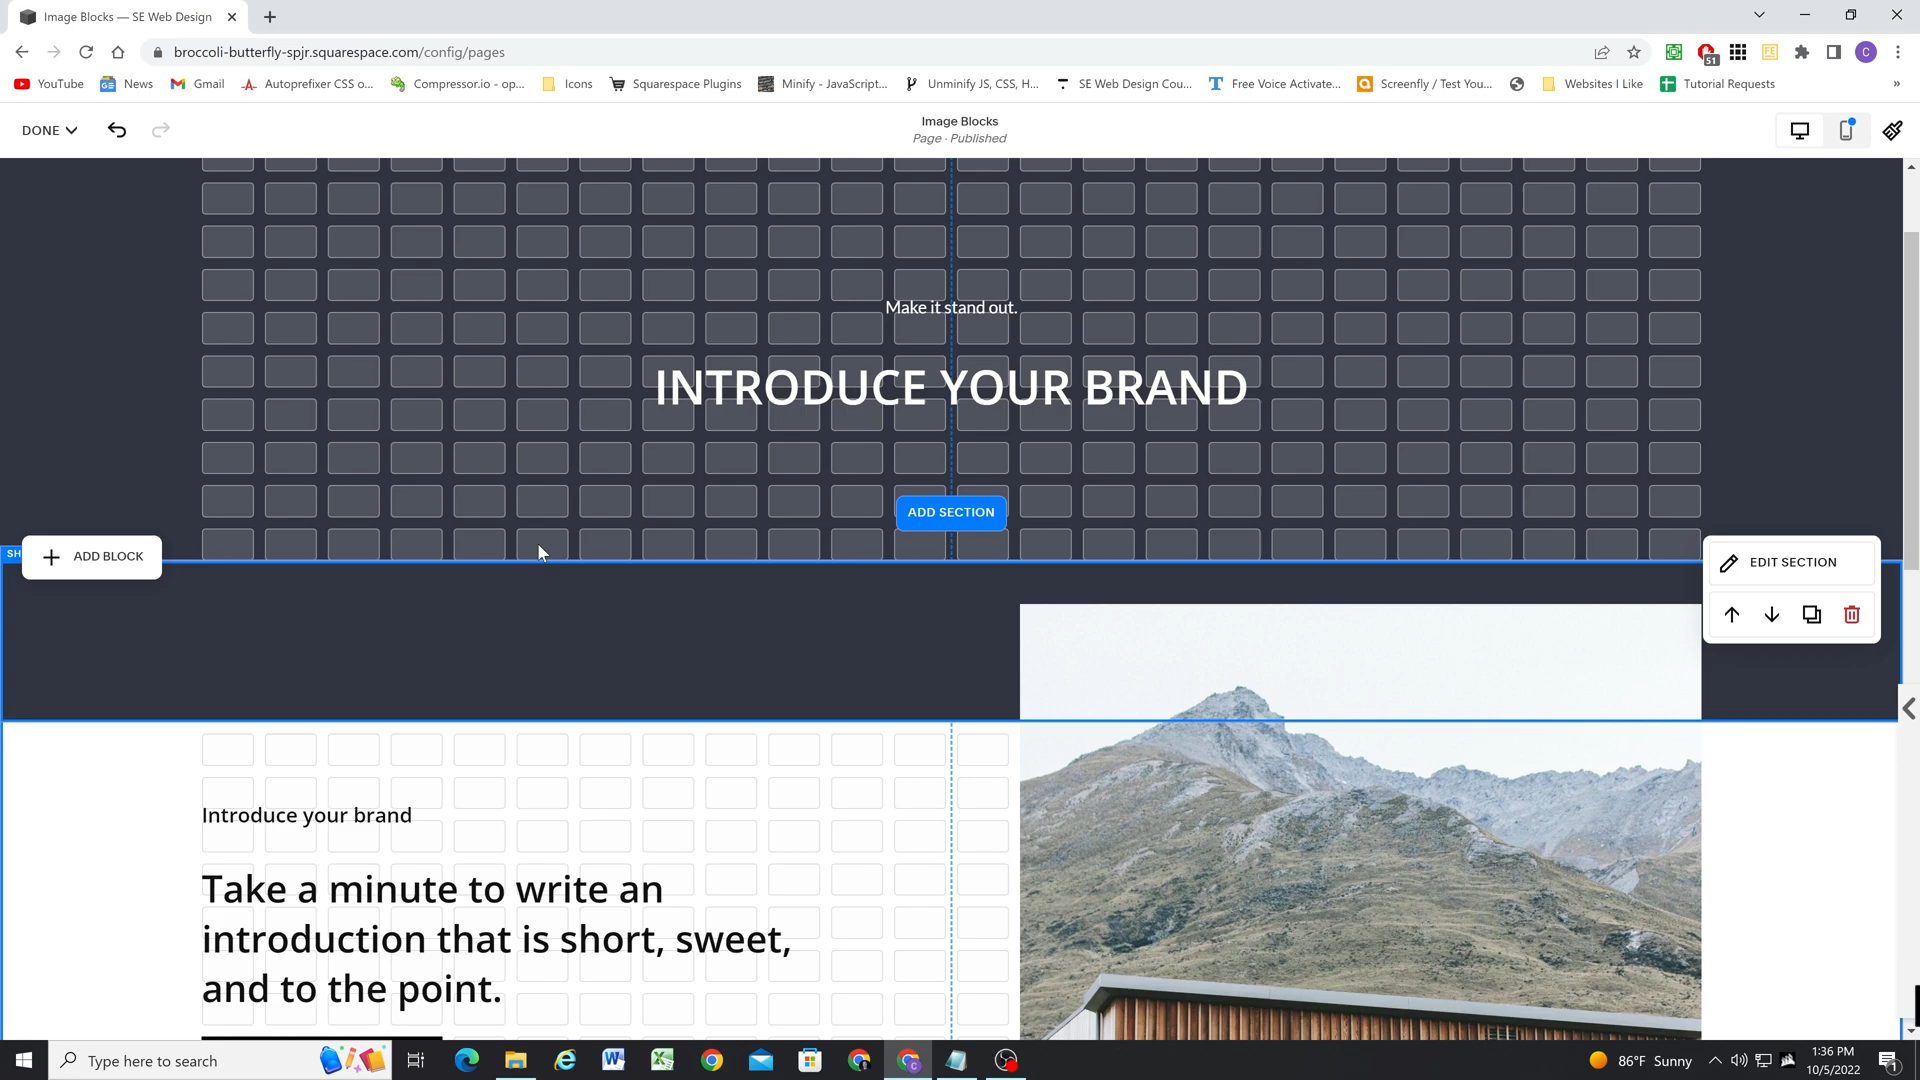 Image Blocks — SE Web Design
broccoli-butterfly-spjr.squarespace.com/config/pages
51
FE
C
YouTube
News
Gmail
Autoprefixer CSS o...
Compressor.io - op...
Icons
Squarespace Plugins
Minify - JavaScript...
Unminify JS, CSS, H...
SE Web Design Cou...
Free Voice Activate...
Screenfly / Test You...
Websites I Like
Tutorial Requests
DONE
Image Blocks
Page · Published
Make it stand out.
INTRODUCE YOUR BRAND
ADD SECTION
SH
ADD BLOCK
EDIT SECTION
Introduce your brand
Take a minute to write an
introduction that is short, sweet,
and to the point.
Type here to search
86°F Sunny
1:36 PM
10/5/2022
1